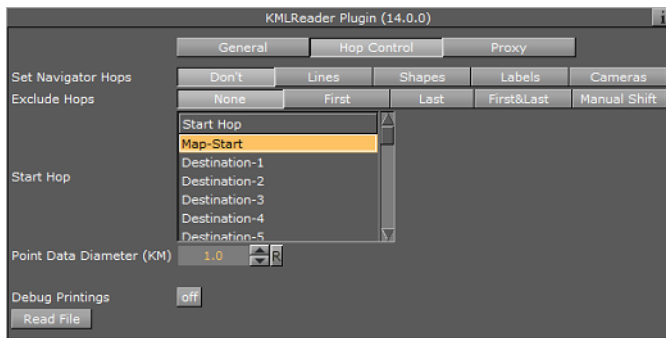 KMLReader Plugin (14.0.0) i
General Hop Control Proxy
Set Navigator Hops Don't Lines Shapes Labels Cameras
Exclude Hops None First Last First&Last Manual Shift
Start Hop
Map-Start
Destination-1
Destination-2
Start Hop
Destination-3
Destination-4
Destination-5
Point Data Diameter (KM) 1.0 R
Debug Printings off
Read File